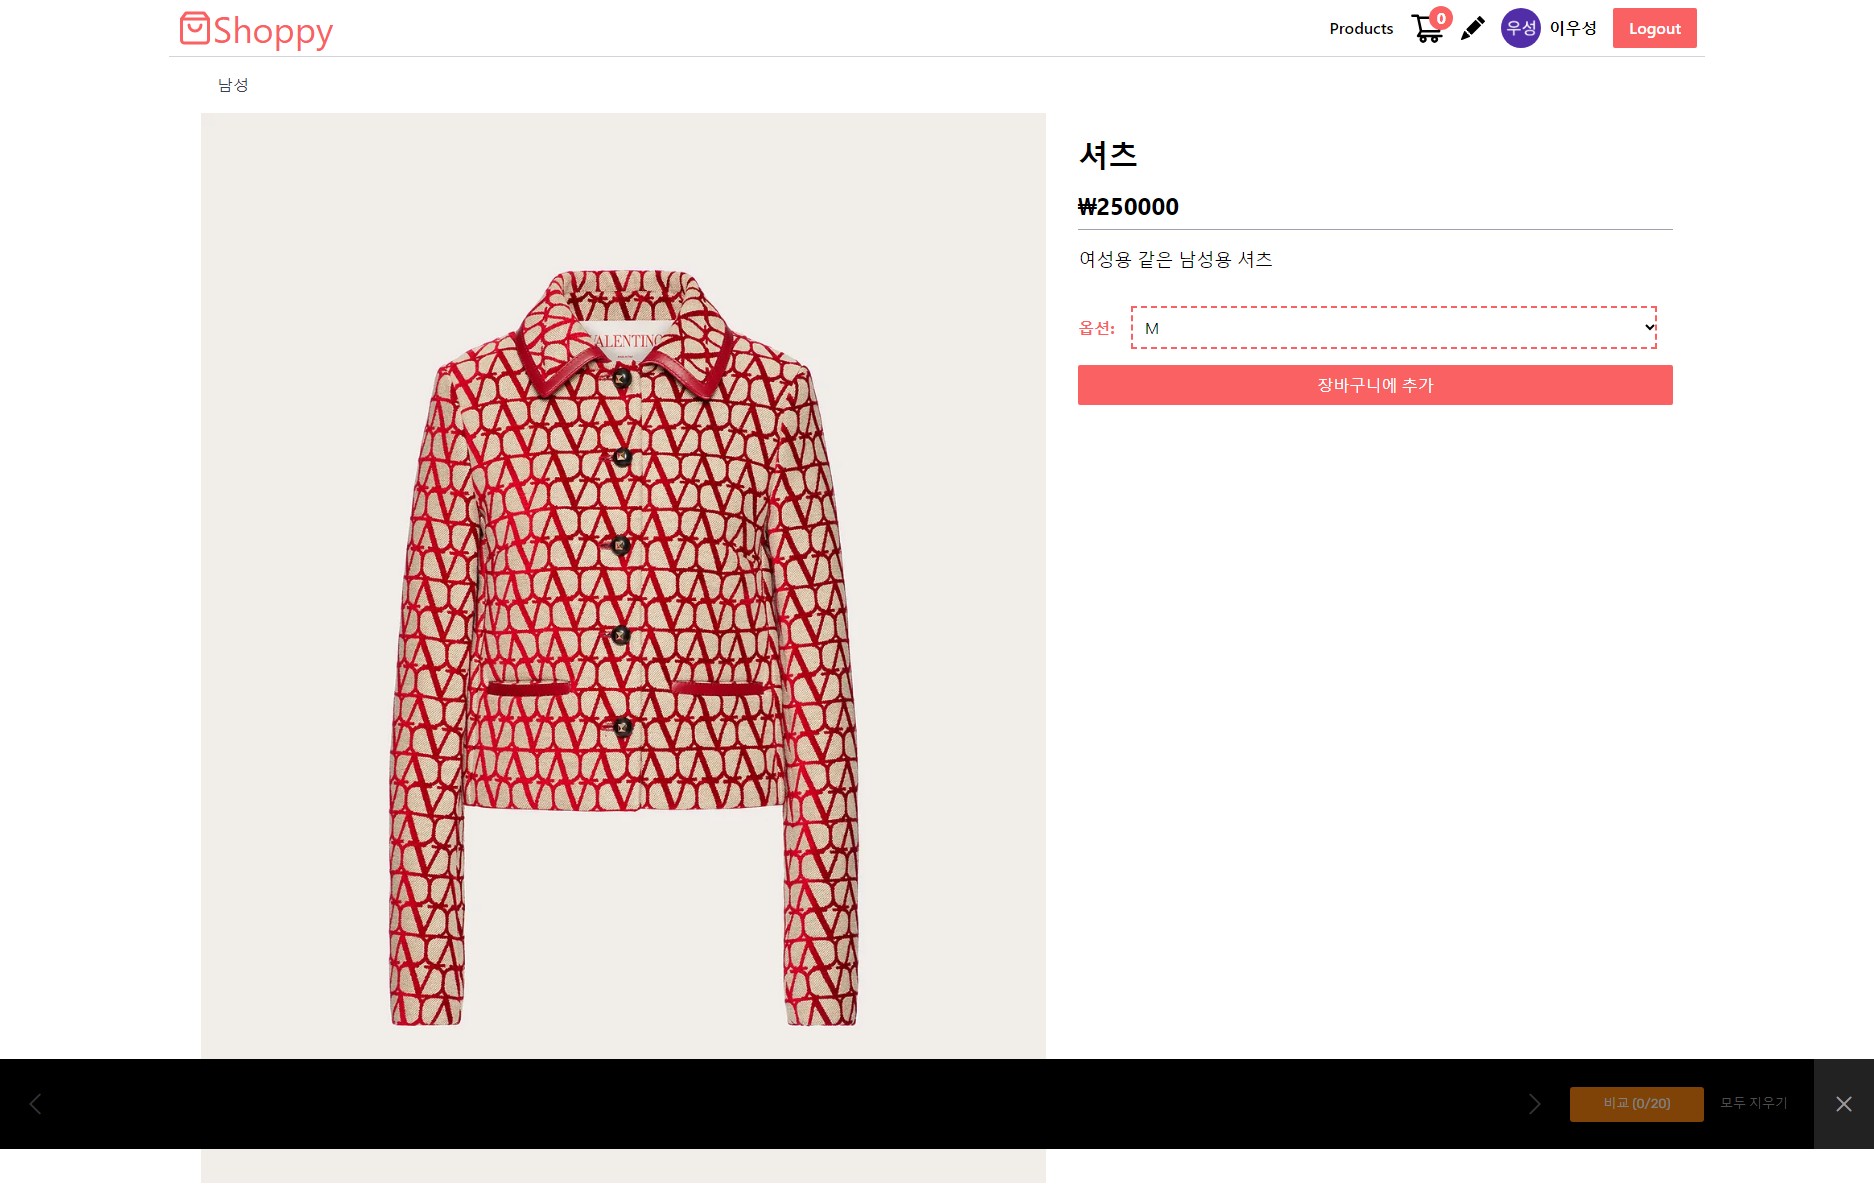 Shoppy
Products
0
우성
이우성
Logout
남성
셔츠
₩250000
여성용 같은 남성용 셔츠
옵션:
M
장바구니에 추가
VALENTINO
비교 (0/20)
모두 지우기